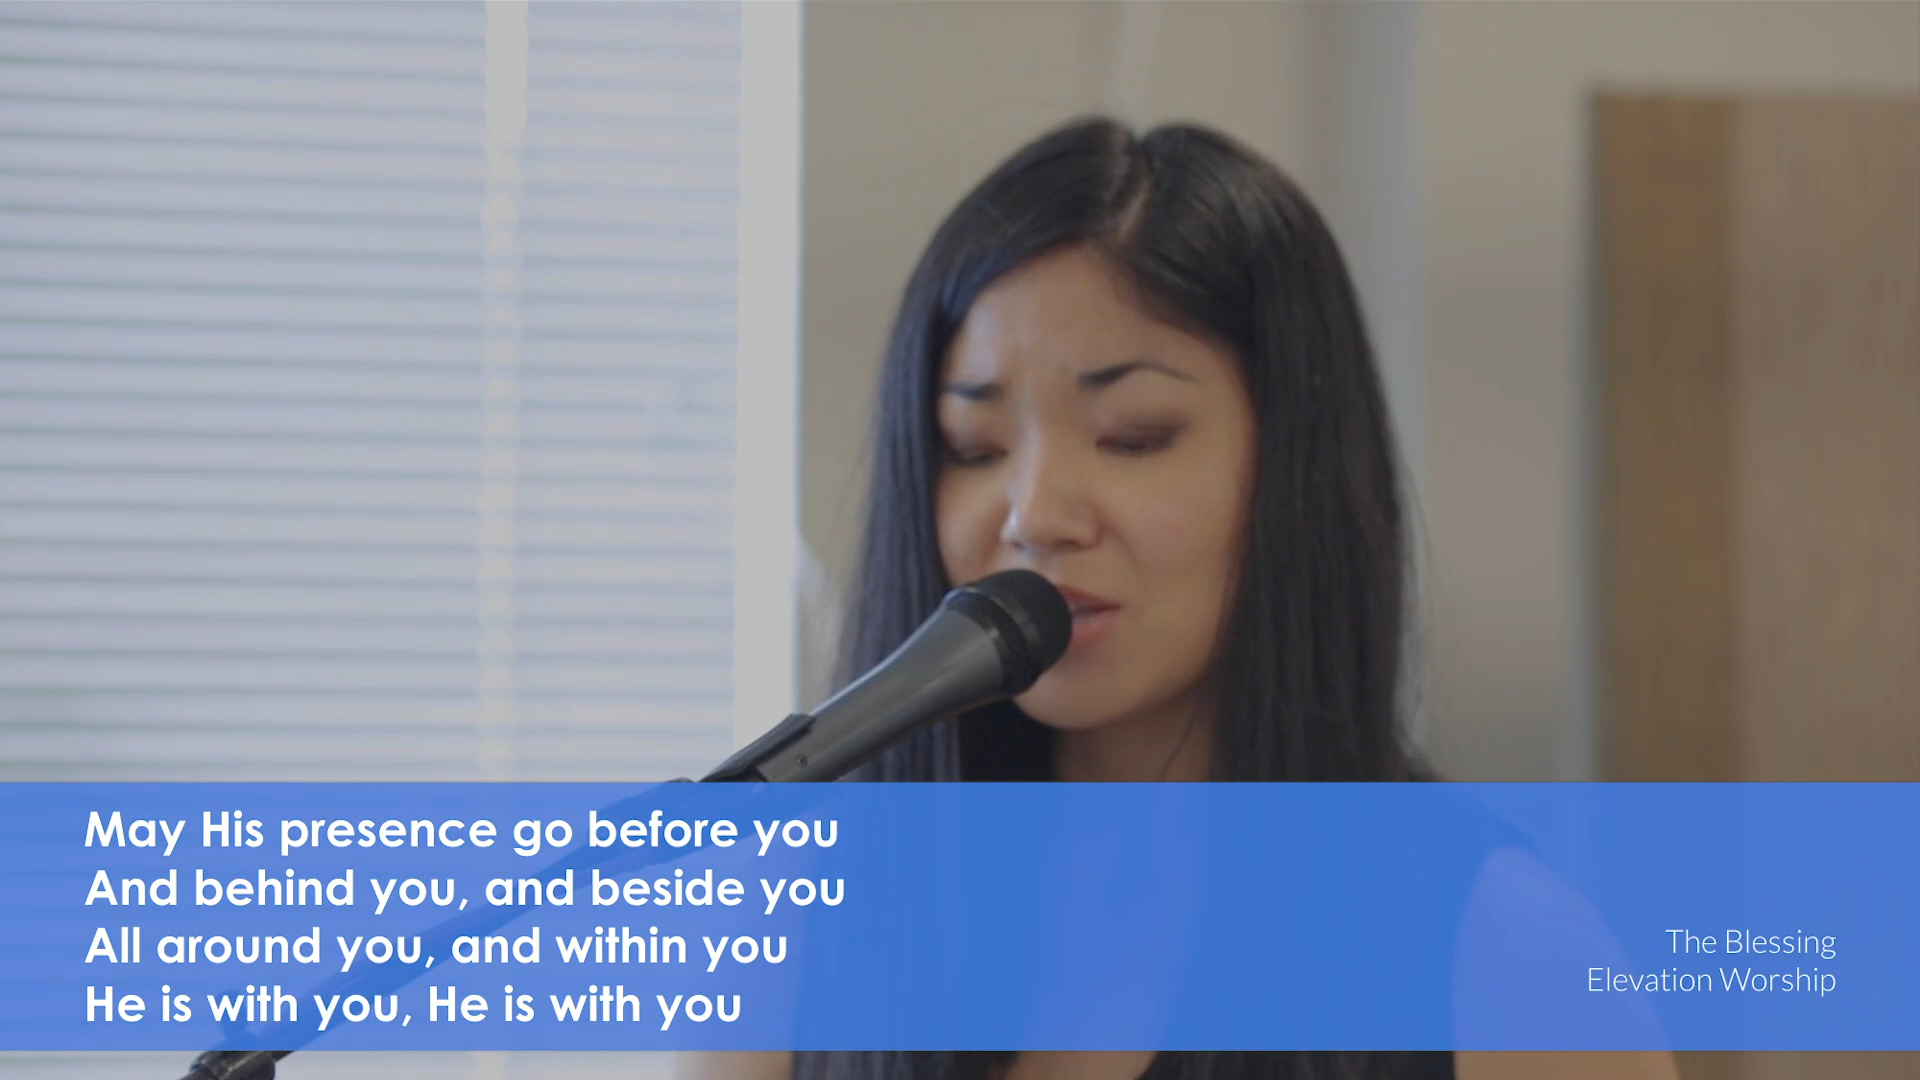 May His presence go before you
And behind you, and beside you
All around you, and within you
He is with you, He is with you
The Blessing
Elevation Worship